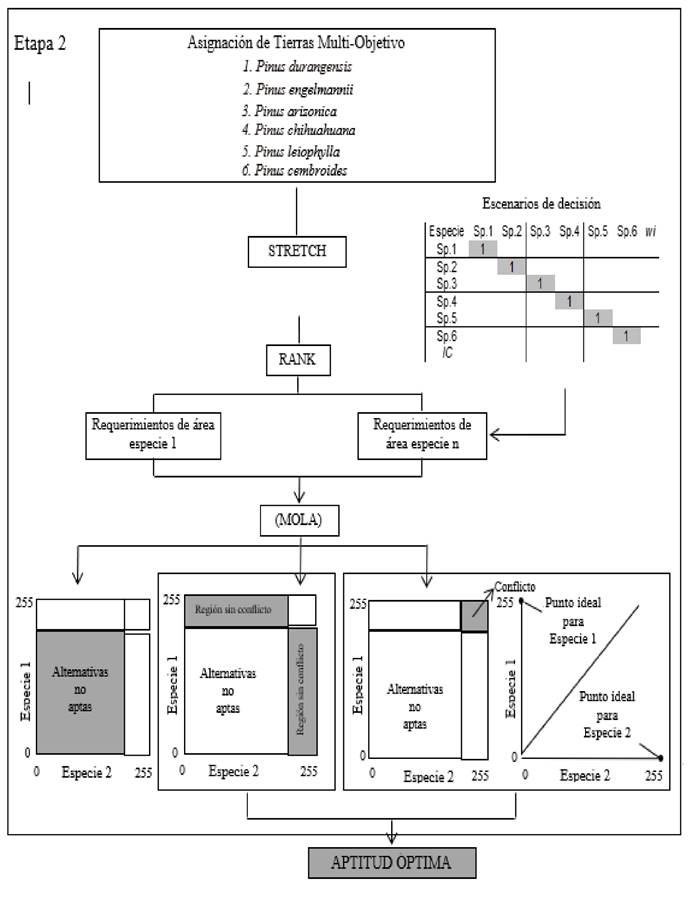 Etapa 2
Asignación de Tierras Multi-Objetivo
1. Pinus durangensis
2. Pinus engelmannii
3. Pinus arizonica
4. Pinus chihuahuana
5. Pinus leiophylla
6. Pinus cembroides
Escenarios de decisión
Especie Sp.1 Sp.2 Sp.3 Sp.4 Sp.5 Sp.6 wi
Sp.1 1
Sp.2 1
Sp.3 1
Sp.4 1
Sp.5 1
Sp.6 1
IC
STRETCH
RANK
Requerimientos de área
especie 1
Requerimientos de
área especie n
(MOLA)
255
Especie 1
Alternativas
no
aptas
0
0 Especie 2 255
255
Especie 1
Región sin conflicto
Región sin conflicto
Alternativas
no
aptas
0
0 Especie 2 255
255
Especie 1
Conflicto
Alternativas
no
aptas
0
0 Especie 2 255
255
Especie 1
Punto ideal
para
Especie 1
Punto ideal
para
Especie 2
0
0 Especie 2 255
APTITUD ÓPTIMA